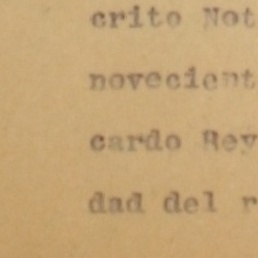 crito Not
novecient
cardo Rey
dad del r